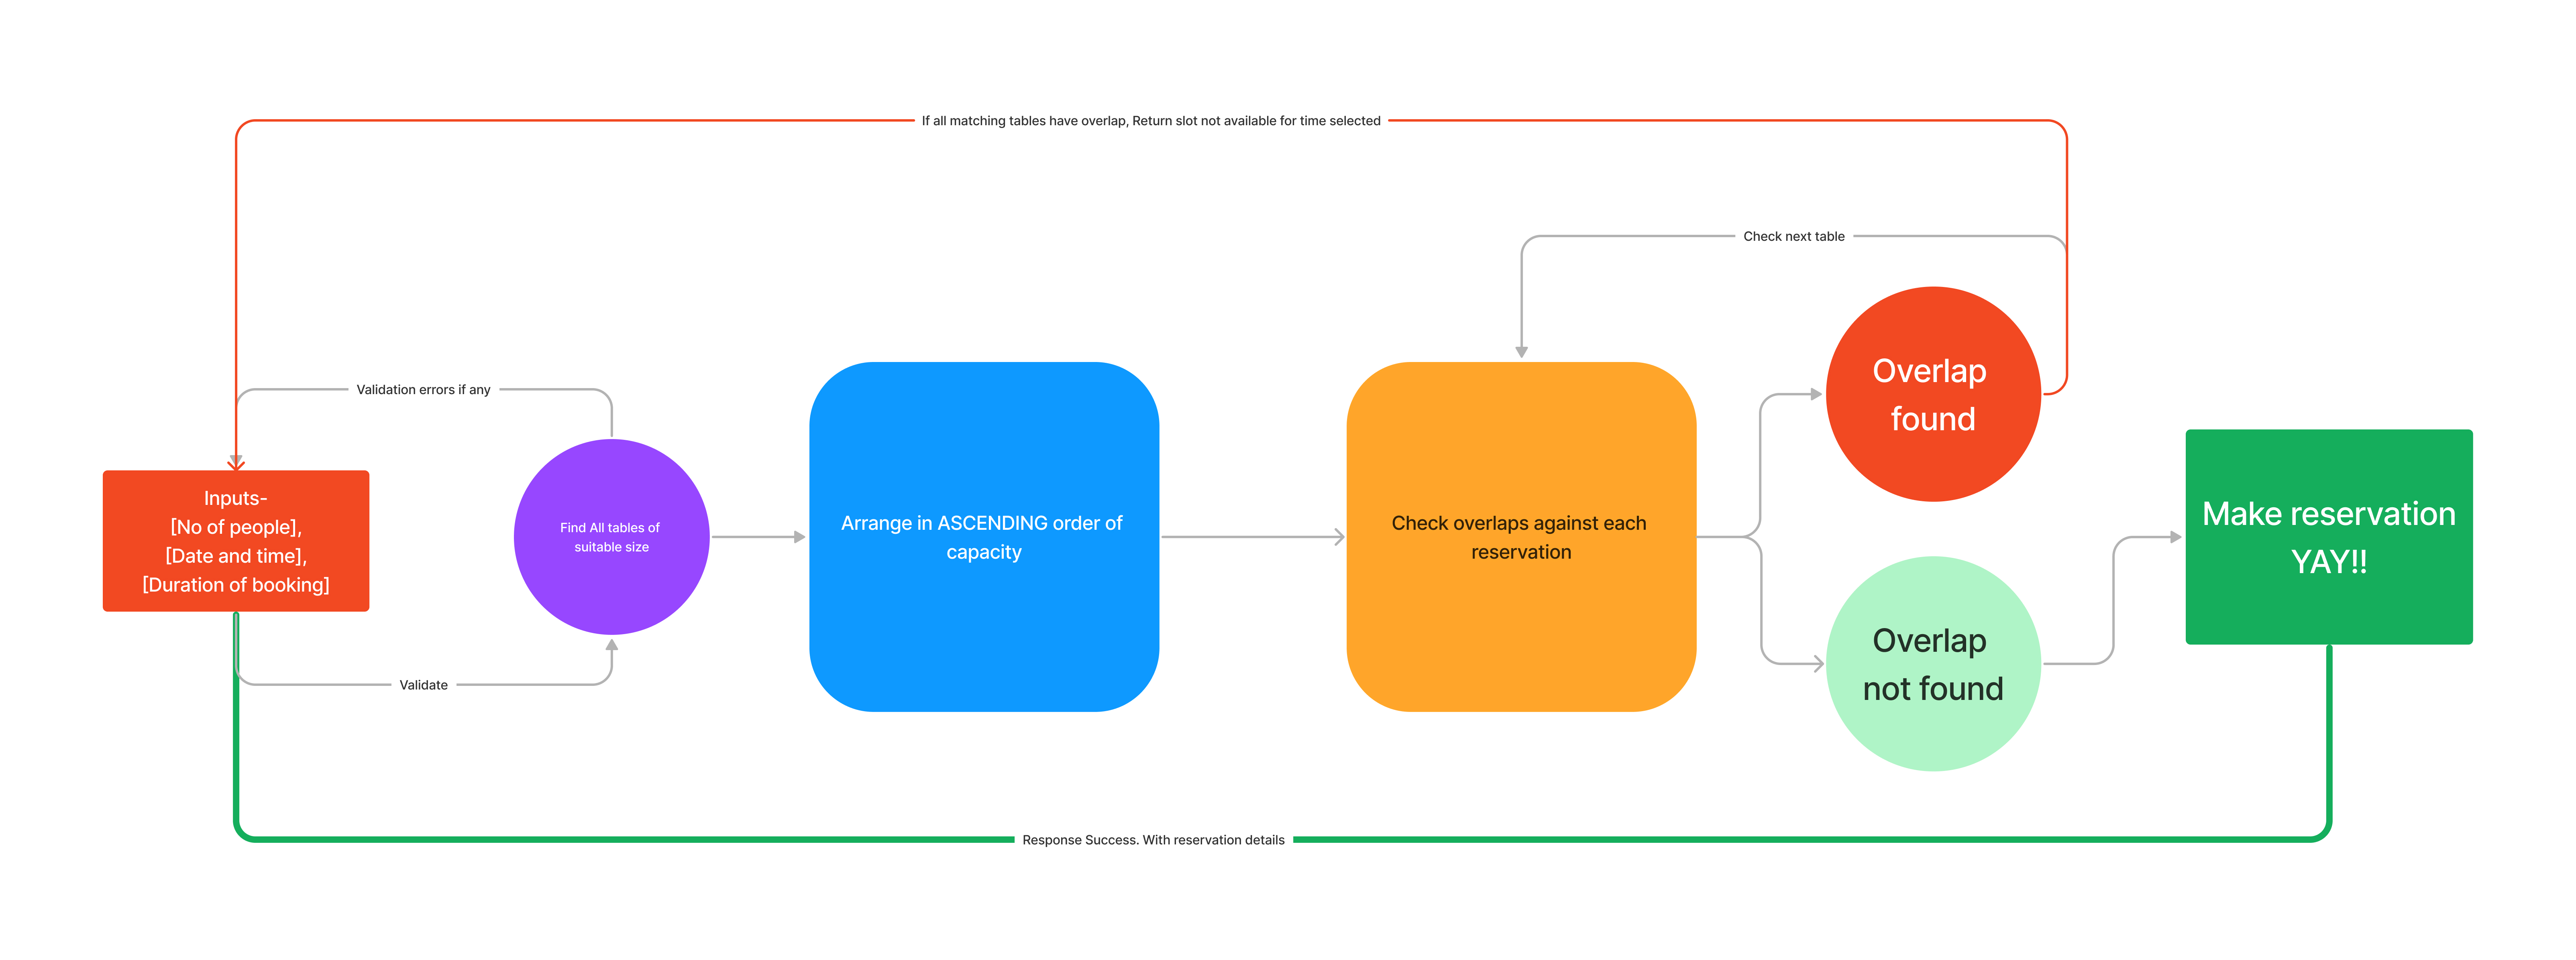 If all matching tables have overlap, Return slot not available for time selected
Check next table
Validation errors if any
Inputs-
[No of people],
[Date and time],
[Duration of booking]
Find All tables of
suitable size
Arrange in ASCENDING order of
capacity
Check overlaps against each
reservation
Overlap
found
Overlap
not found
Make reservation
YAY!!
Validate
Response Success. With reservation details